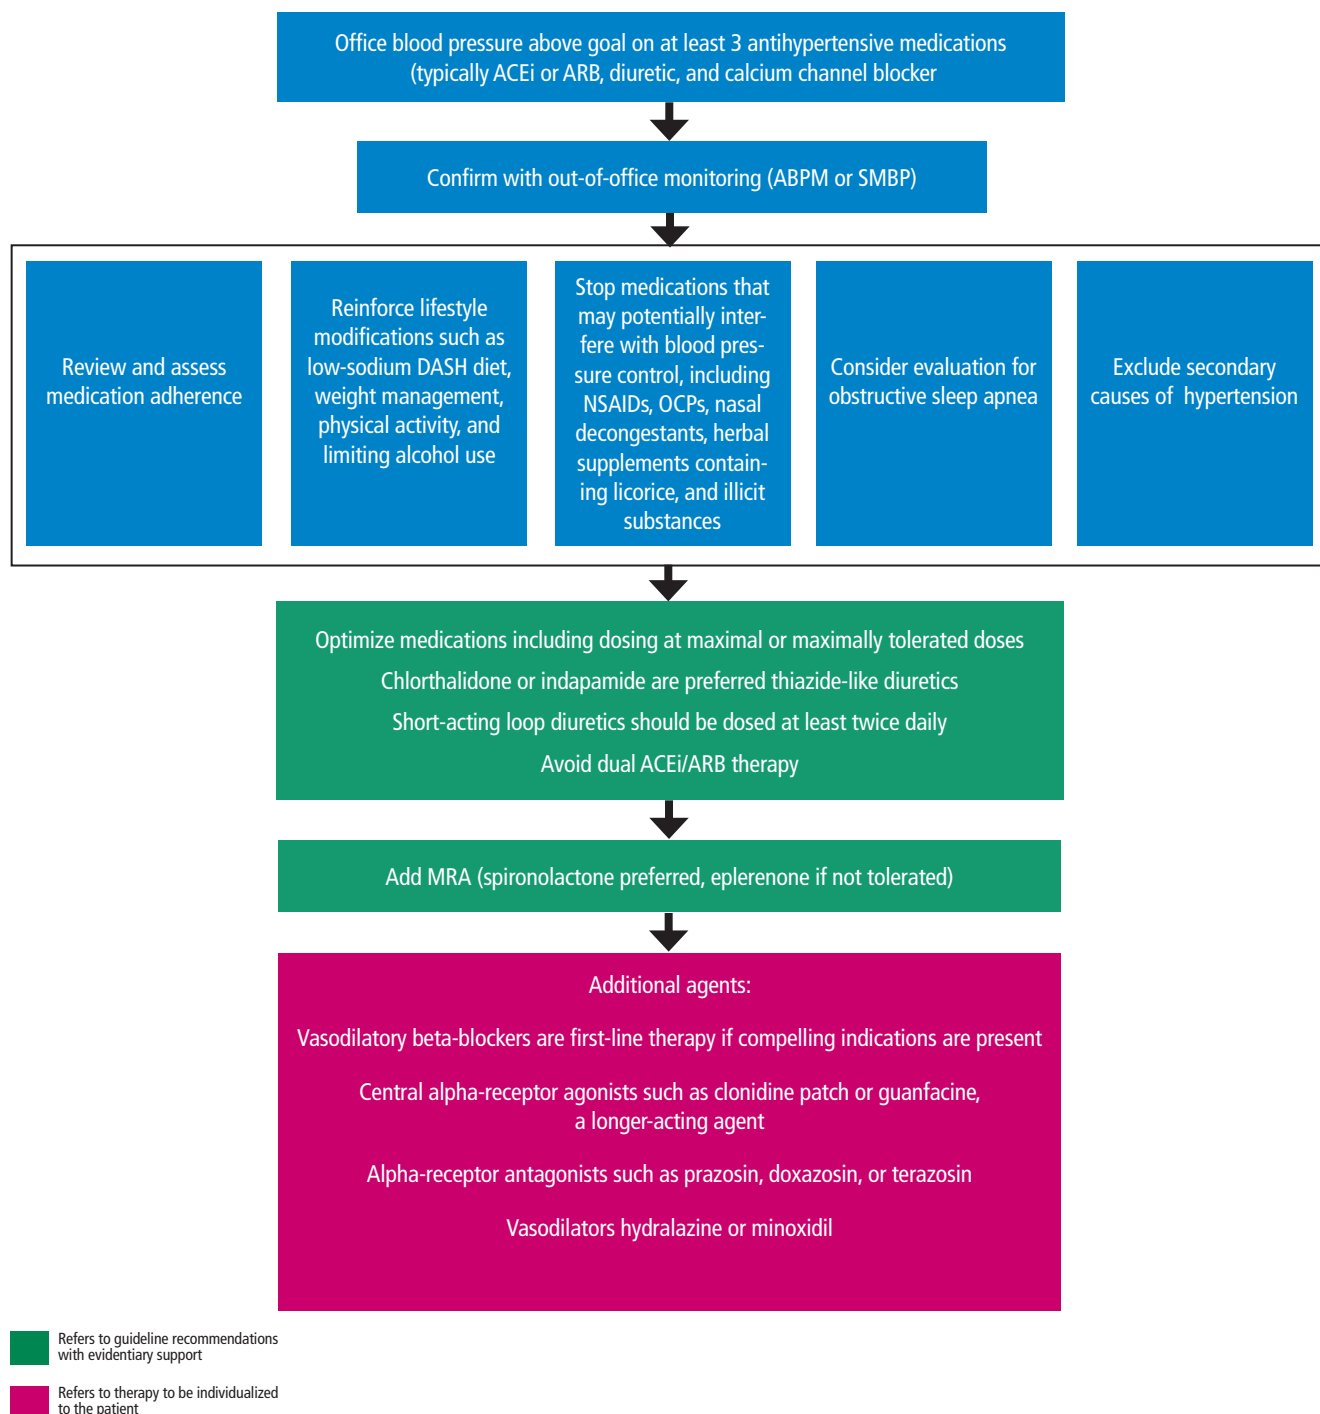 Office blood pressure above goal on at least 3 antihypertensive medications
(typically ACEi or ARB, diuretic, and calcium channel blocker
Confirm with out-of-office monitoring (ABPM or SMBP)
Review and assess
medication adherence
Reinforce lifestyle
modifications such as
low-sodium DASH diet,
weight management,
physical activity, and
limiting alcohol use
Stop medications that
may potentially inter-
fere with blood pres-
sure control, including
NSAIDs, OCPs, nasal
decongestants, herbal
supplements contain-
ing licorice, and illicit
substances
Consider evaluation for
obstructive sleep apnea
Exclude secondary
causes of hypertension
Optimize medications including dosing at maximal or maximally tolerated doses
Chlorthalidone or indapamide are preferred thiazide-like diuretics
Short-acting loop diuretics should be dosed at least twice daily
Avoid dual ACEi/ARB therapy
Add MRA (spironolactone preferred, eplerenone if not tolerated)
Additional agents:
Vasodilatory beta-blockers are first-line therapy if compelling indications are present
Central alpha-receptor agonists such as clonidine patch or guanfacine,
a longer-acting agent
Alpha-receptor antagonists such as prazosin, doxazosin, or terazosin
Vasodilators hydralazine or minoxidil
Refers to guideline recommendations
with evidentiary support
Refers to therapy to be individualized
to the patient